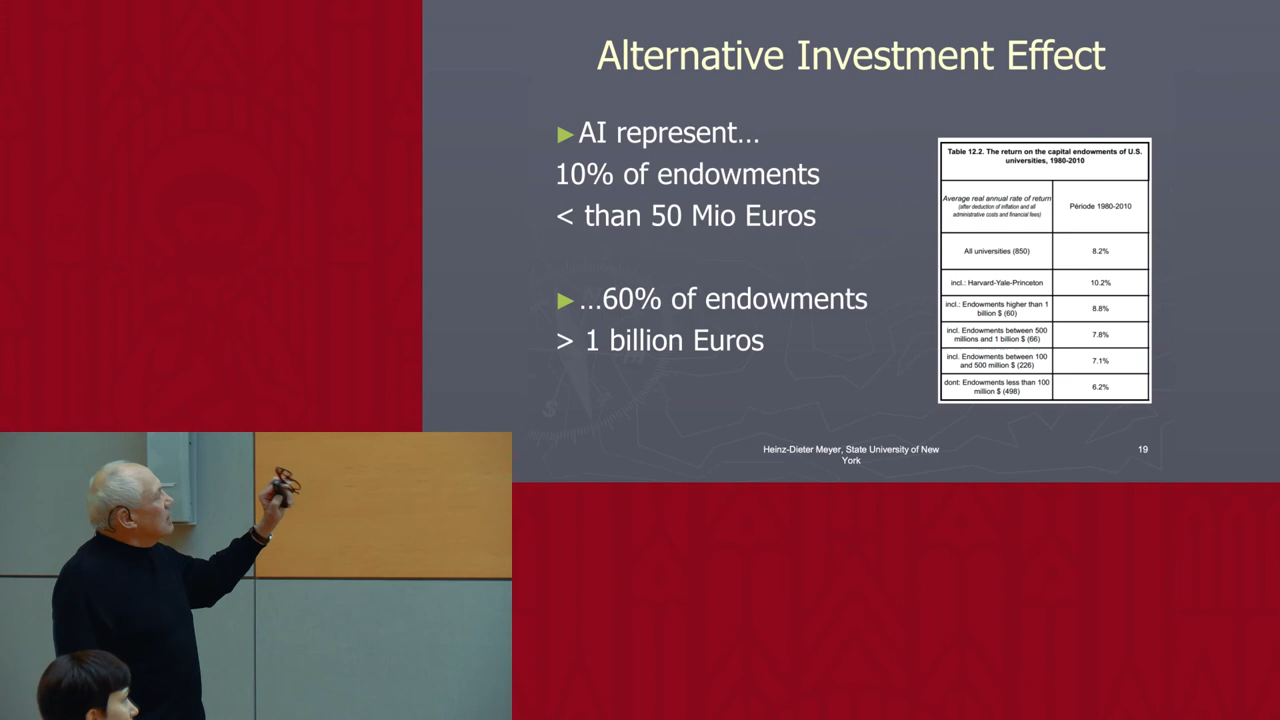 Alternative Investment Effect
►AI represent…
10% of endowments
< than 50 Mio Euros
►…60% of endowments
> 1 billion Euros
Table 12.2. The return on the capital endowments of U.S.
universities, 1980-2010
Average real annual rate of return
(after deduction of inflation and all
administrative costs and financial fees)
Période 1980-2010
All universities (850)
8.2%
incl.: Harvard-Yale-Princeton
10.2%
incl.: Endowments higher than 1
billion $ (60)
8.8%
incl. Endowments between 500
millions and 1 billion $ (66)
7.8%
incl. Endowments between 100
and 500 million $ (226)
7.1%
dont: Endowments less than 100
million $ (498)
6.2%
Heinz-Dieter Meyer, State University of New
York
19